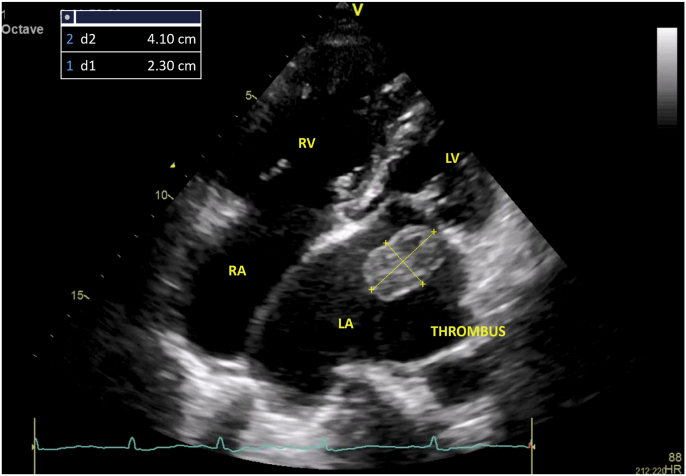 1
Octave
2 d2 4.10 cm
1 d1 2.30 cm
V
5
RV
LV
10
RA
15
LA
THROMBUS
88
HR